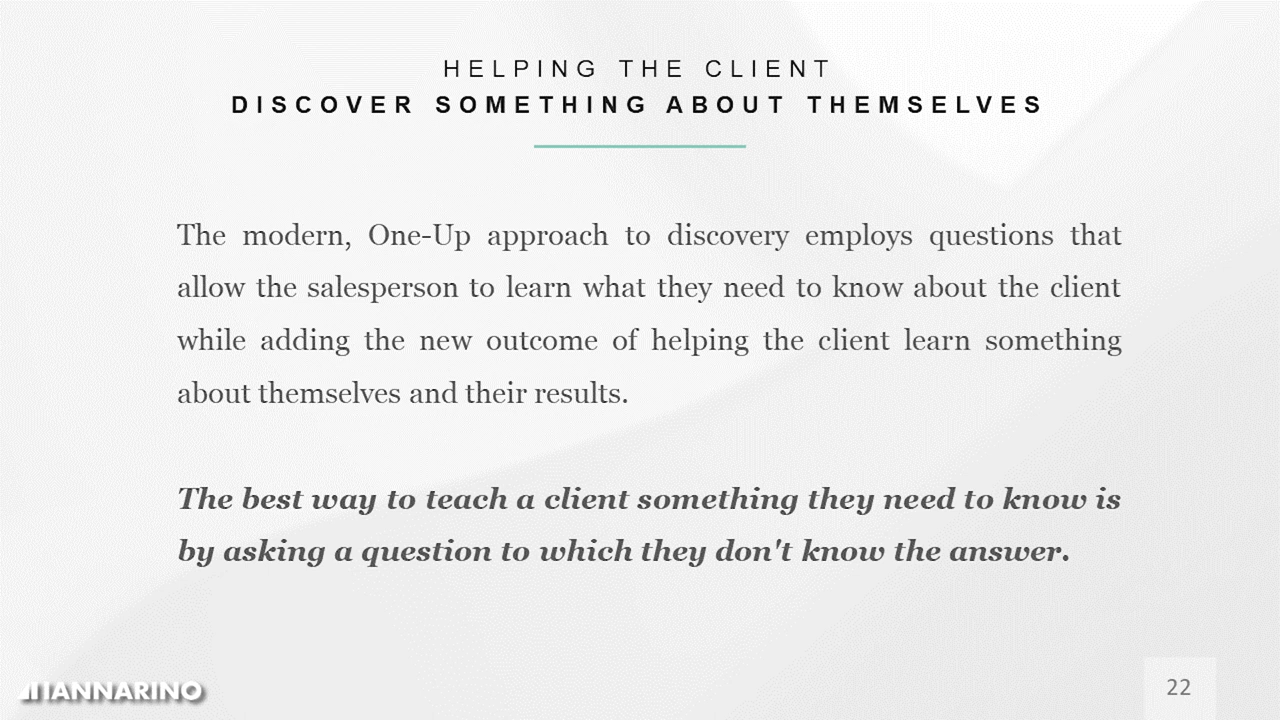 HELPING THE CLIENT
DISCOVER SOMETHING ABOUT THEMSELVES
The modern, One-Up approach to discovery employs questions that
allow the salesperson to learn what they need to know about the client
while adding the new outcome of helping the client learn something
about themselves and their results.
The best way to teach a client something they need to know is
by asking a question to which they don't know the answer.
IANNARINO
22